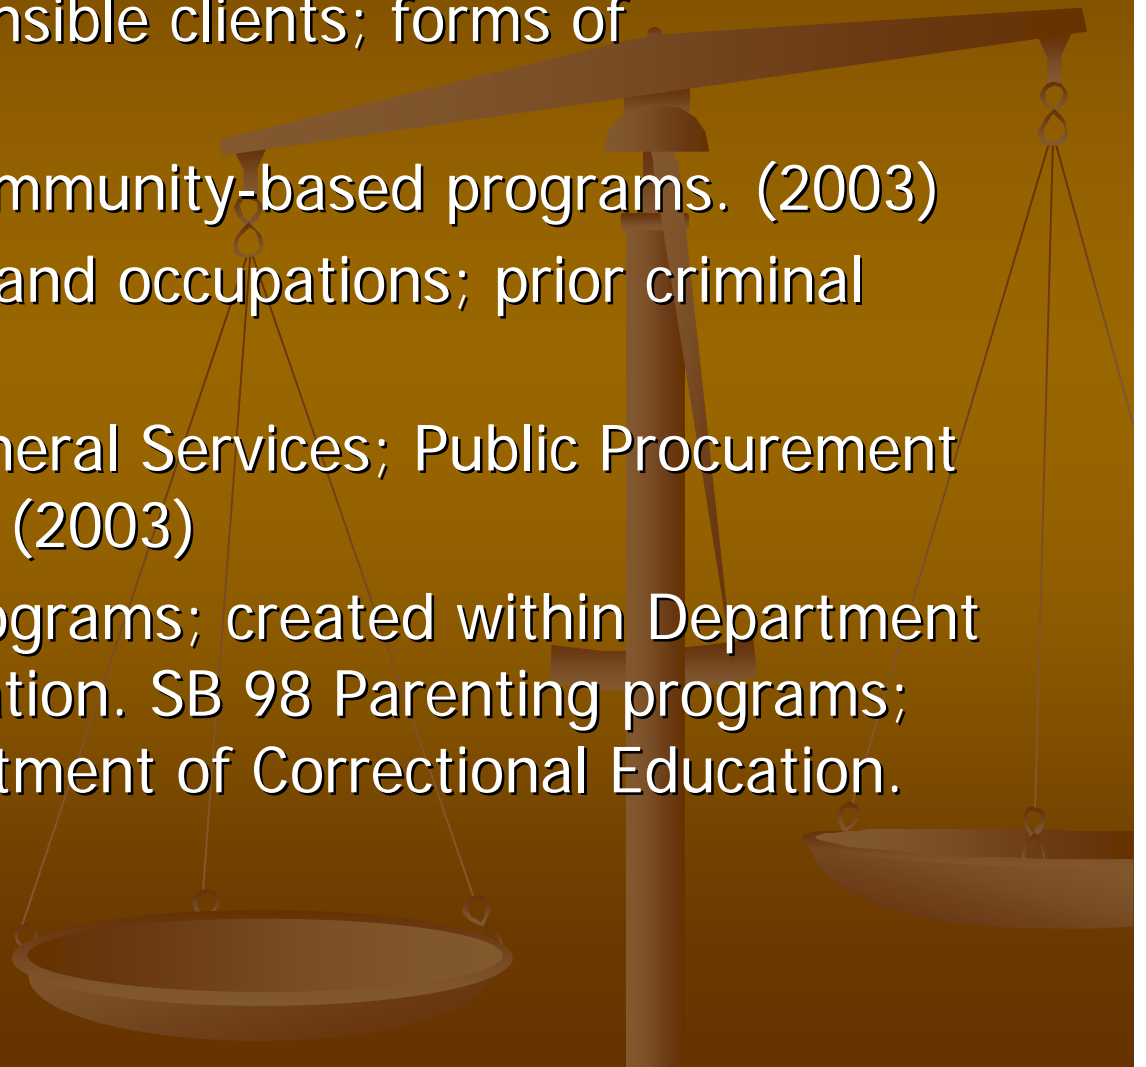 nsible clients; forms of
mmunity-based programs. (2003)
and occupations; prior criminal
neral Services; Public Procurement
(2003)
ograms; created within Department
ation. SB 98 Parenting programs;
tment of Correctional Education.